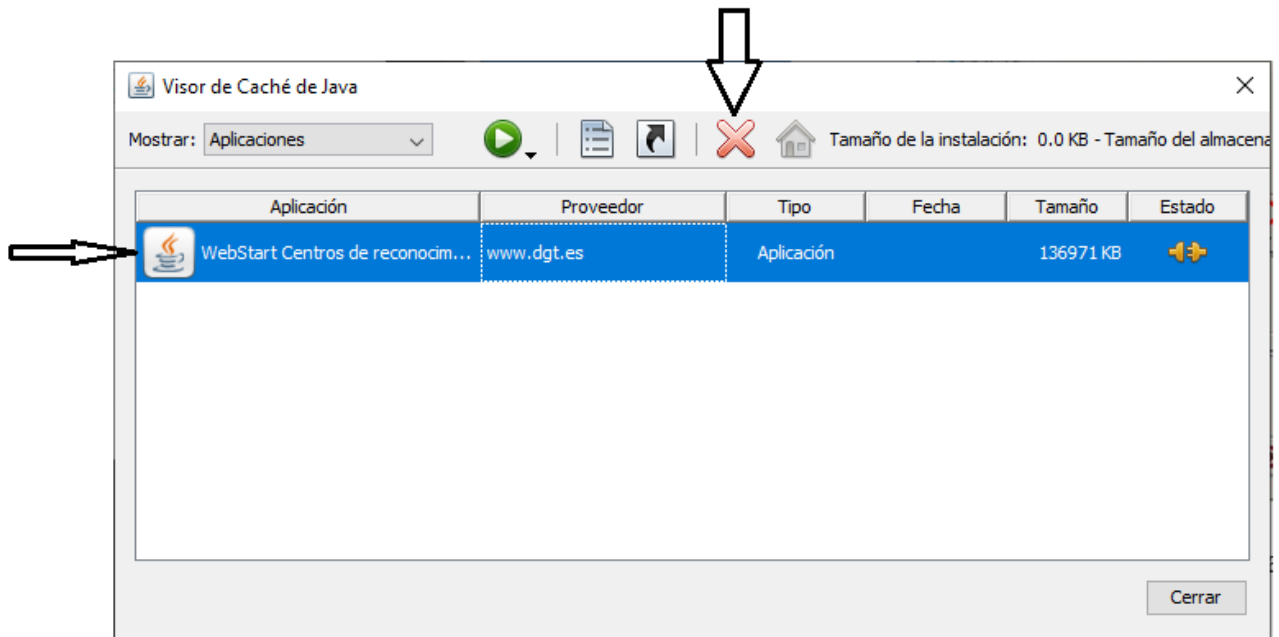 Visor de Caché de Java
Mostrar: Aplicaciones Tamaño de la instalación: 0.0 KB - Tamaño del almacena
Aplicación Proveedor Tipo Fecha Tamaño Estado
WebStart Centros de reconocim... www.dgt.es Aplicación 136971 KB
Cerrar